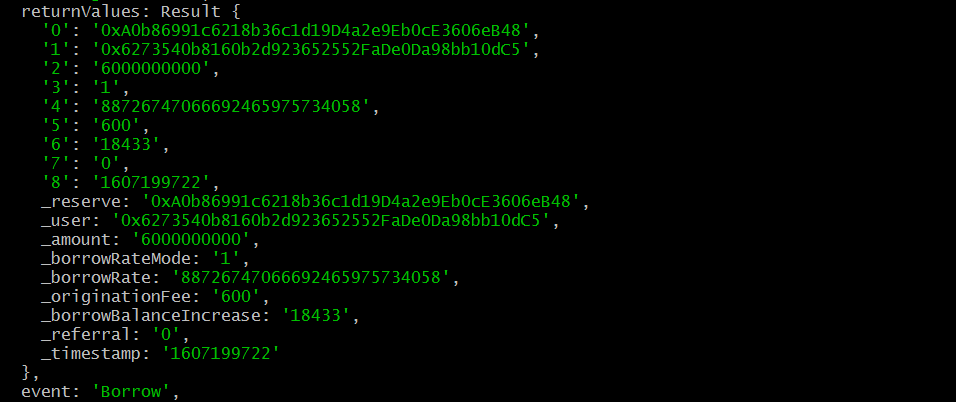 returnValues: Result {
'0': '0xA0b86991c6218b36c1d19D4a2e9Eb0cE3606eB48',
'1': '0x6273540b8160b2d923652552FaDe0Da98bb10dC5',
'2': '6000000000',
'3': '1',
'4': '88726747066692465975734058',
'5': '600',
'6': '18433',
'7': '0',
'8': '1607199722',
_reserve: '0xA0b86991c6218b36c1d19D4a2e9Eb0cE3606eB48',
_user: '0x6273540b8160b2d923652552FaDe0Da98bb10dC5',
_amount: '6000000000',
_borrowRateMode: '1',
_borrowRate: '88726747066692465975734058',
_originationFee: '600',
_borrowBalanceIncrease: '18433',
_referral: '0',
_timestamp: '1607199722'
},
event: 'Borrow',